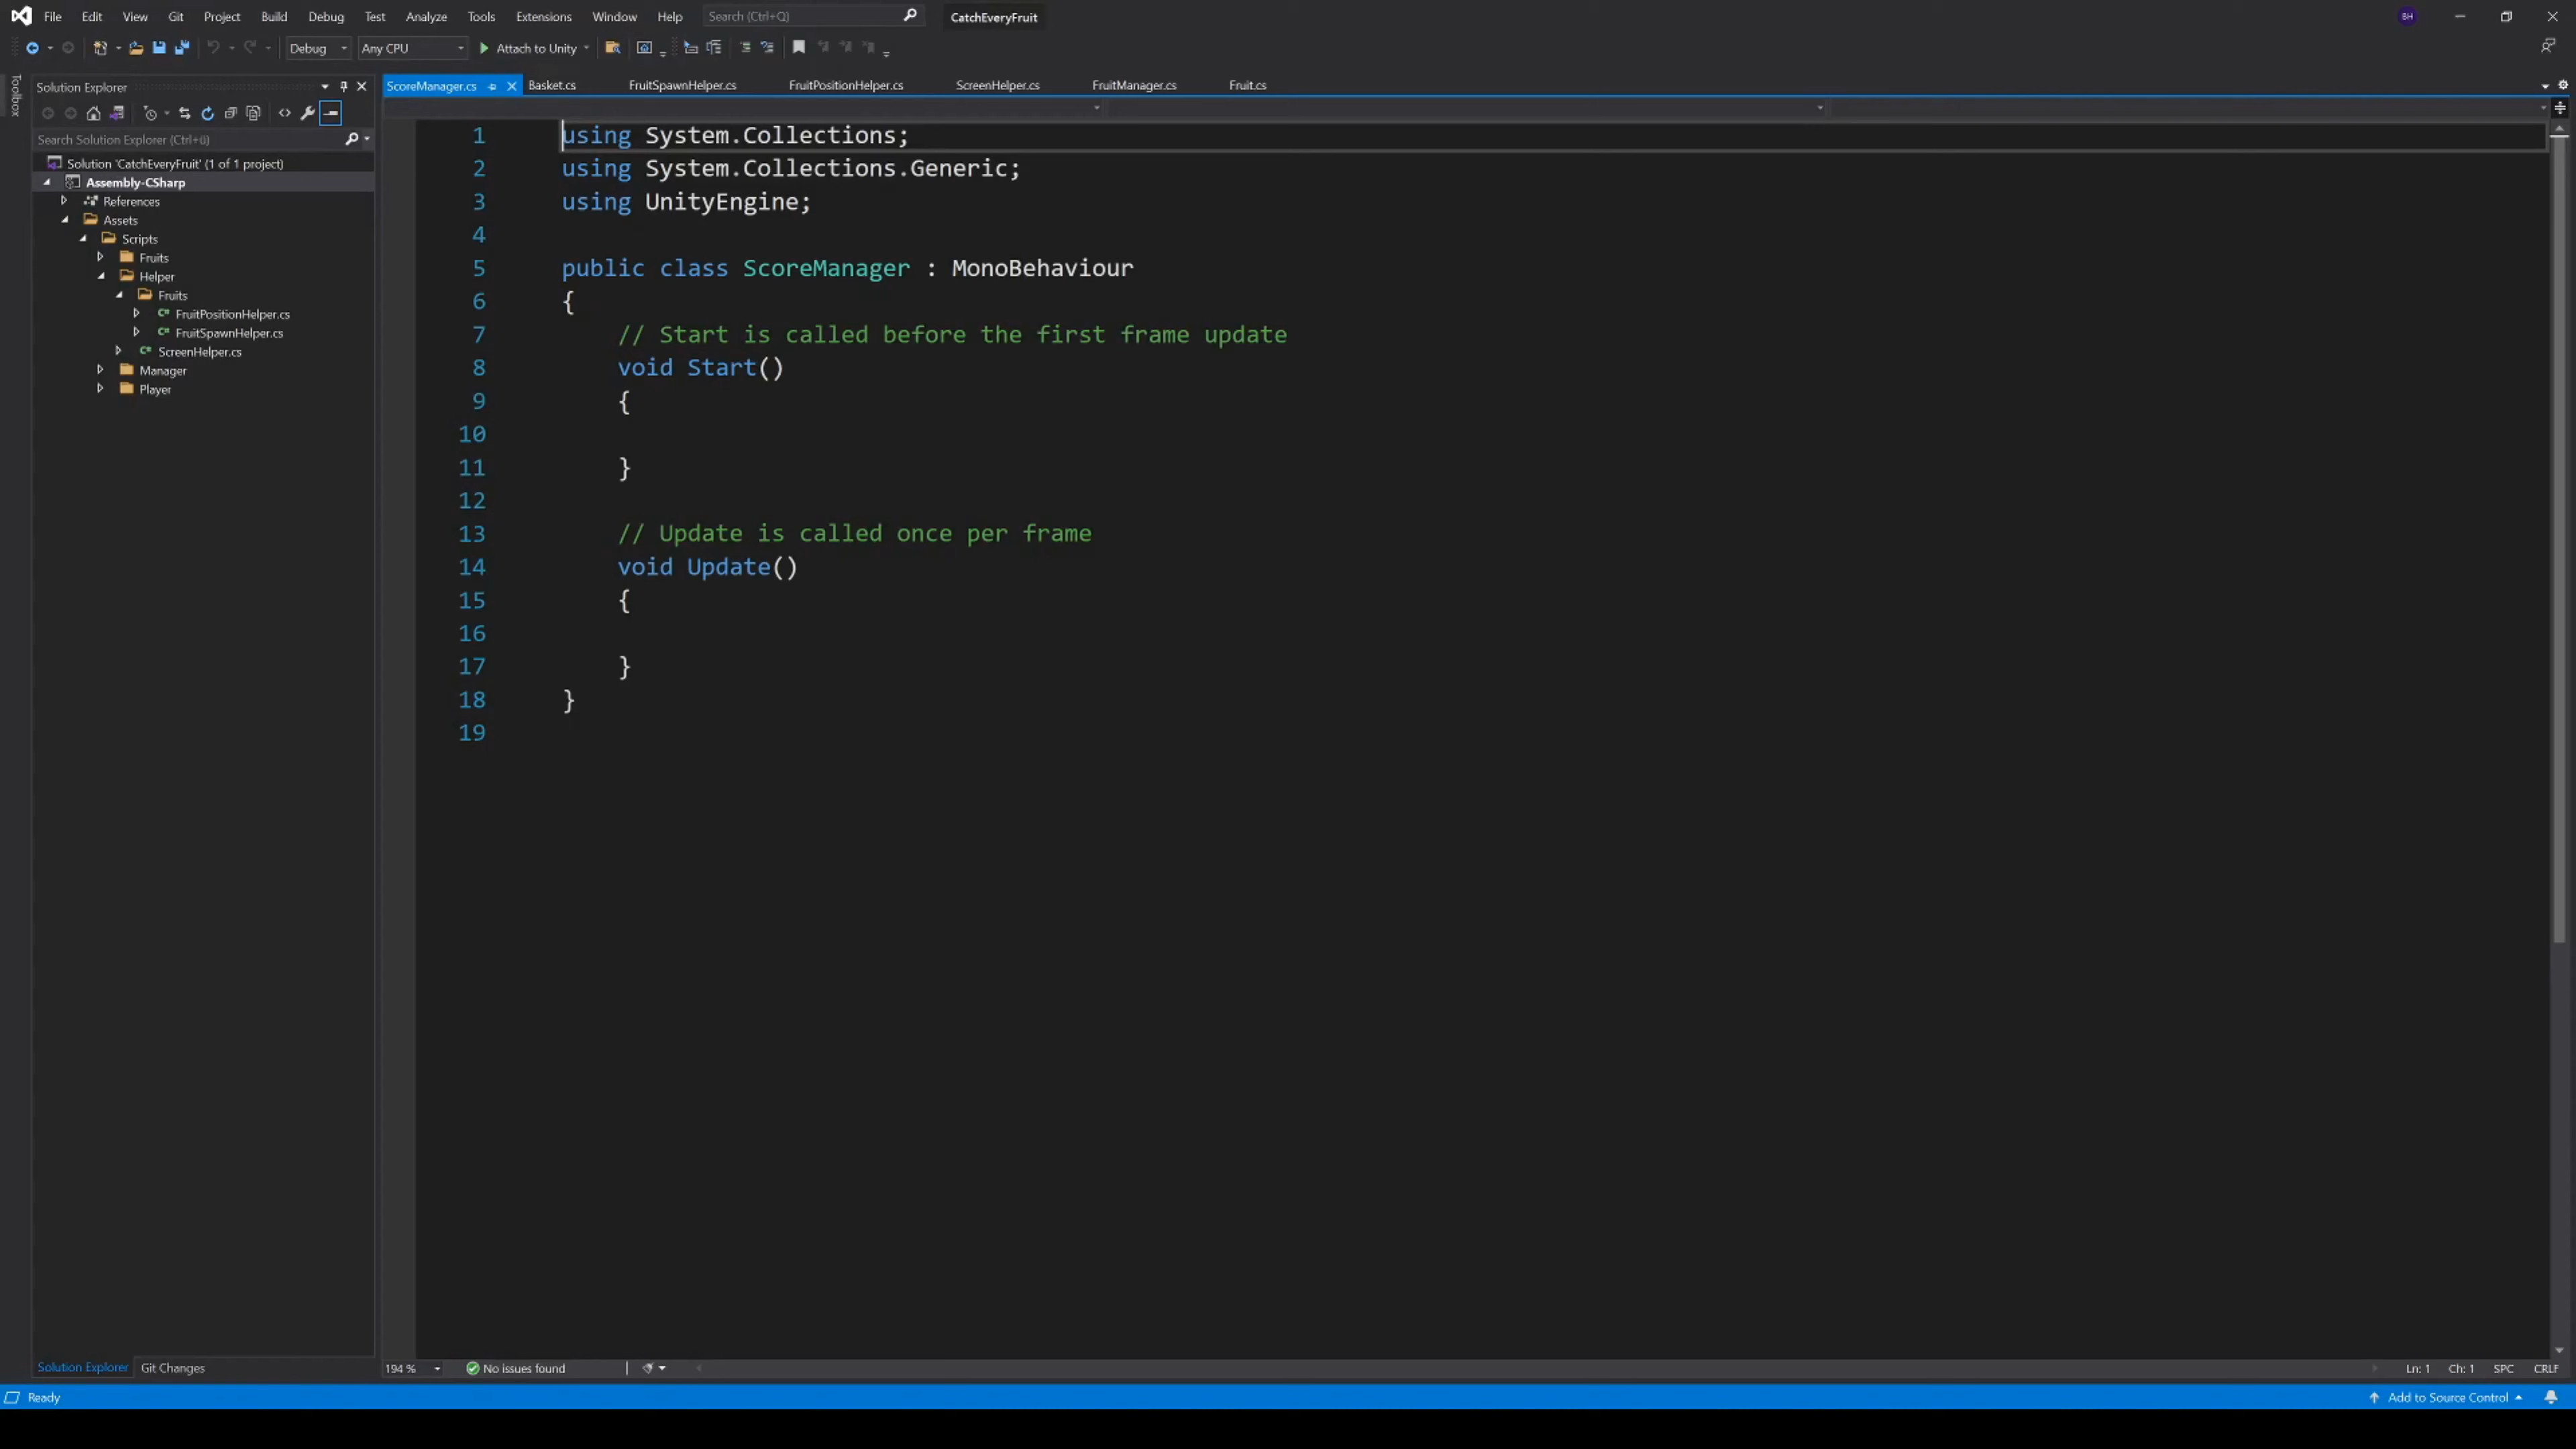 File Edit View Git Project Build Debug Test Analyze Tools Extensions Window Help Search (Ctrl+Q) CatchEveryFruit BH
Debug Any CPU Attach to Unity
Toolbox
Solution Explorer
Search Solution Explorer (Ctrl+ü)
Solution 'CatchEveryFruit' (1 of 1 project)
Assembly-CSharp
References
Assets
Scripts
Fruits
Helper
Fruits
FruitPositionHelper.cs
FruitSpawnHelper.cs
ScreenHelper.cs
Manager
Player
Solution Explorer Git Changes
ScoreManager.cs Basket.cs FruitSpawnHelper.cs FruitPositionHelper.cs ScreenHelper.cs FruitManager.cs Fruit.cs
1 using System.Collections;
2 using System.Collections.Generic;
3 using UnityEngine;
4
5 public class ScoreManager : MonoBehaviour
6 {
7 // Start is called before the first frame update
8 void Start()
9 {
10
11 }
12
13 // Update is called once per frame
14 void Update()
15 {
16
17 }
18 }
19
194 % No issues found Ln: 1 Ch: 1 SPC CRLF
Ready Add to Source Control